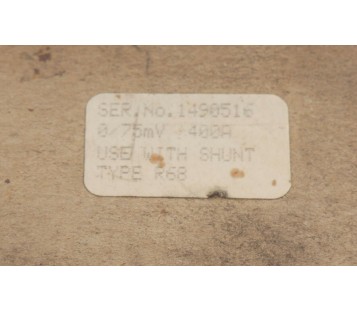 SER.No.1490516
0/75mV -400A
USE WITH SHUNT
TYPE R68